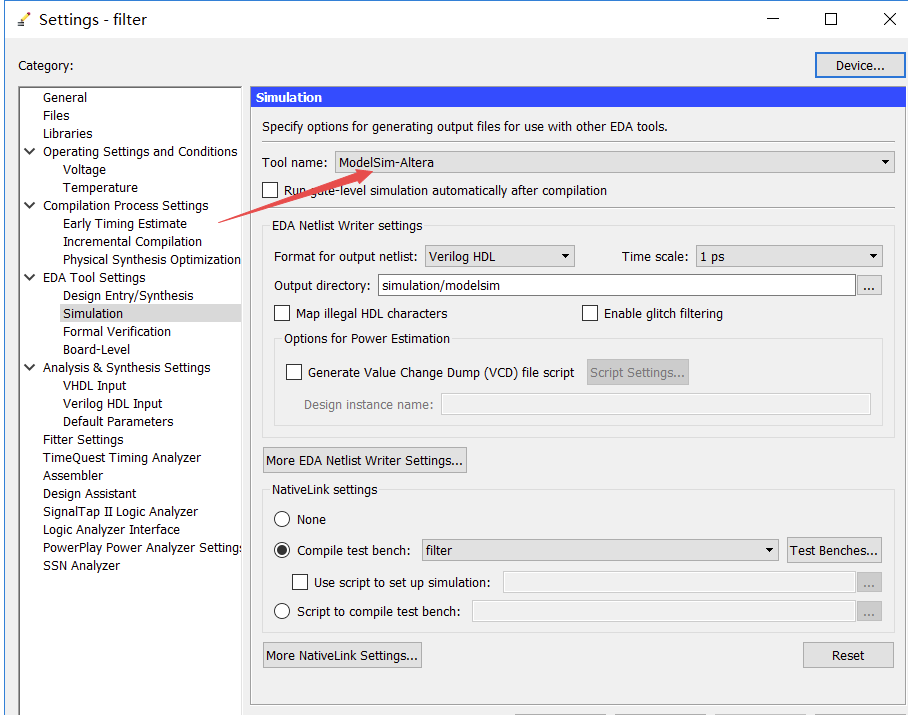 Settings - filter
Category:
Device...
General
Files
Libraries
Operating Settings and Conditions
Voltage
Temperature
Compilation Process Settings
Early Timing Estimate
Incremental Compilation
Physical Synthesis Optimization
EDA Tool Settings
Design Entry/Synthesis
Simulation
Formal Verification
Board-Level
Analysis & Synthesis Settings
VHDL Input
Verilog HDL Input
Default Parameters
Fitter Settings
TimeQuest Timing Analyzer
Assembler
Design Assistant
SignalTap II Logic Analyzer
Logic Analyzer Interface
PowerPlay Power Analyzer Settings
SSN Analyzer
Simulation
Specify options for generating output files for use with other EDA tools.
Tool name: ModelSim-Altera
Run gate-level simulation automatically after compilation
EDA Netlist Writer settings
Format for output netlist: Verilog HDL Time scale: 1 ps
Output directory: simulation/modelsim ...
Map illegal HDL characters Enable glitch filtering
Options for Power Estimation
Generate Value Change Dump (VCD) file script Script Settings...
Design instance name:
More EDA Netlist Writer Settings...
NativeLink settings
None
Compile test bench: filter Test Benches...
Use script to set up simulation: ...
Script to compile test bench: ...
More NativeLink Settings... Reset